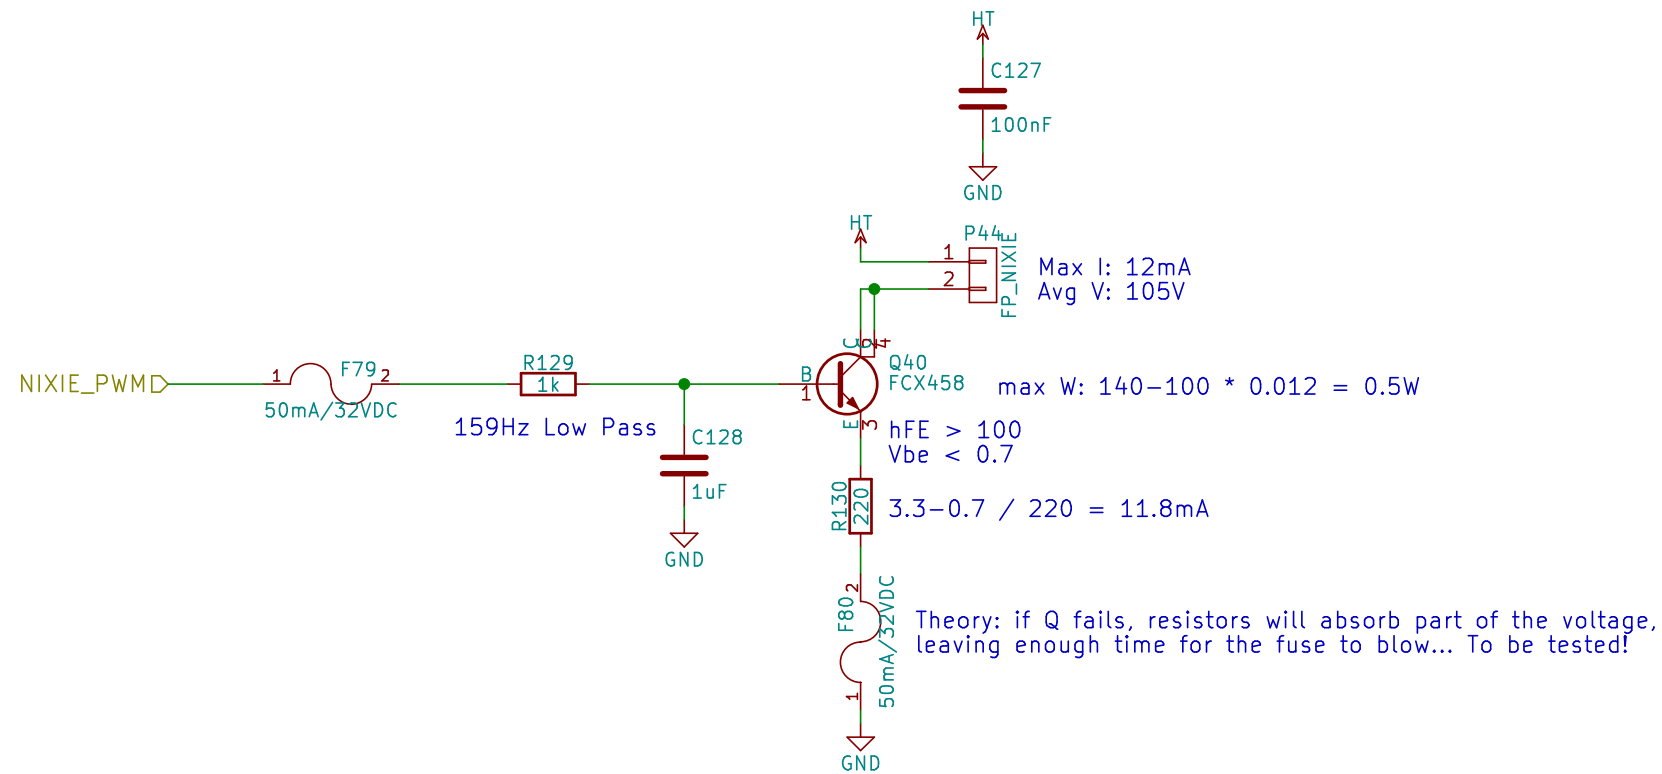 HT
C127
100nF
GND
HT
P44
1
2
FP_NIXIE
Max I: 12mA
Avg V: 105V
NIXIE_PWM
1
F79
2
50mA/32VDC
R129
1k
159Hz Low Pass
C128
1uF
GND
B
1
C
4
Q40
FCX458
max W: 140-100 * 0.012 = 0.5W
E
3
hFE > 100
Vbe < 0.7
R130
220
3.3-0.7 / 220 = 11.8mA
2
F80
50mA/32VDC
1
GND
Theory: if Q fails, resistors will absorb part of the voltage,
leaving enough time for the fuse to blow... To be tested!